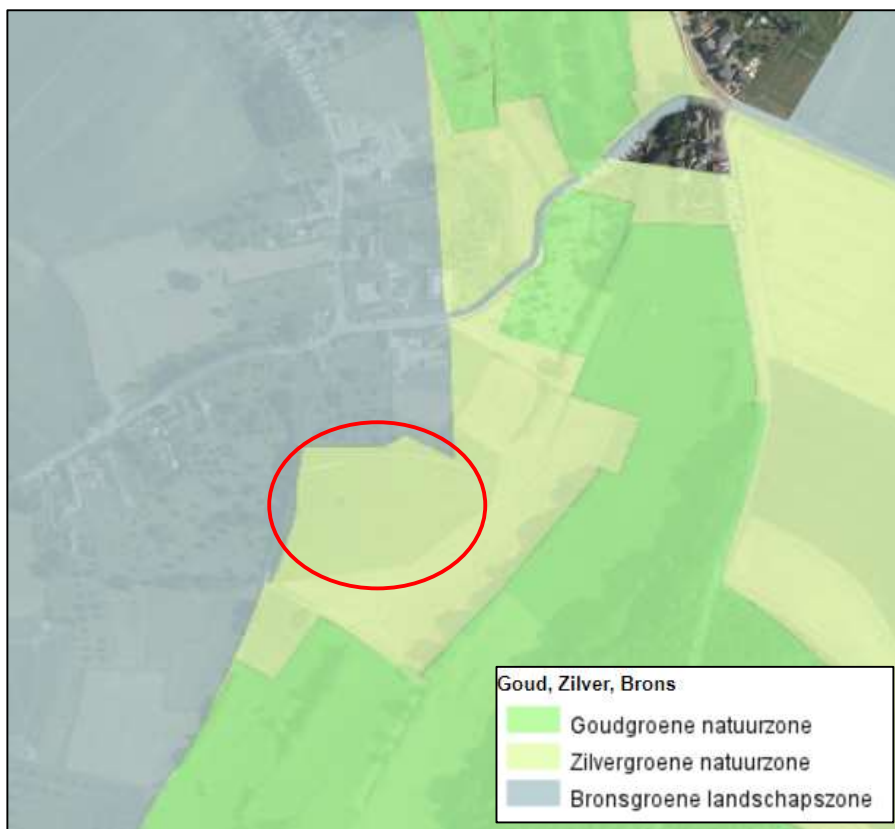 Goud, Zilver, Brons
Goudgroene natuurzone
Zilvergroene natuurzone
Bronsgroene landschapszone